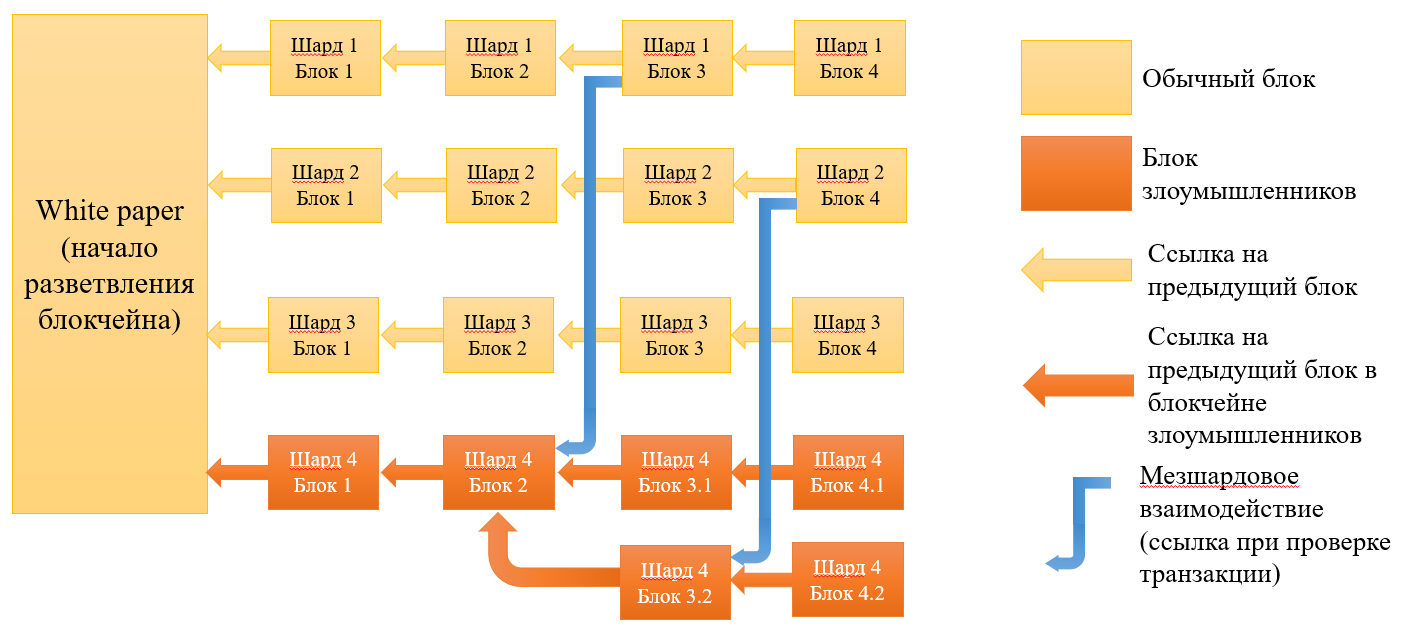 White paper
(начало
разветвления
блокчейна)
Шард 1
Блок 1
Шард 1
Блок 2
Шард 1
Блок 3
Шард 1
Блок 4
Шард 2
Блок 1
Шард 2
Блок 2
Шард 2
Блок 3
Шард 2
Блок 4
Шард 3
Блок 1
Шард 3
Блок 2
Шард 3
Блок 3
Шард 3
Блок 4
Шард 4
Блок 1
Шард 4
Блок 2
Шард 4
Блок 3.1
Шард 4
Блок 4.1
Шард 4
Блок 3.2
Шард 4
Блок 4.2
Обычный блок
Блок
злоумышленников
Ссылка на
предыдущий блок
Ссылка на
предыдущий блок в
блокчейне
злоумышленников
Мезшардовое
взаимодействие
(ссылка при проверке
транзакции)